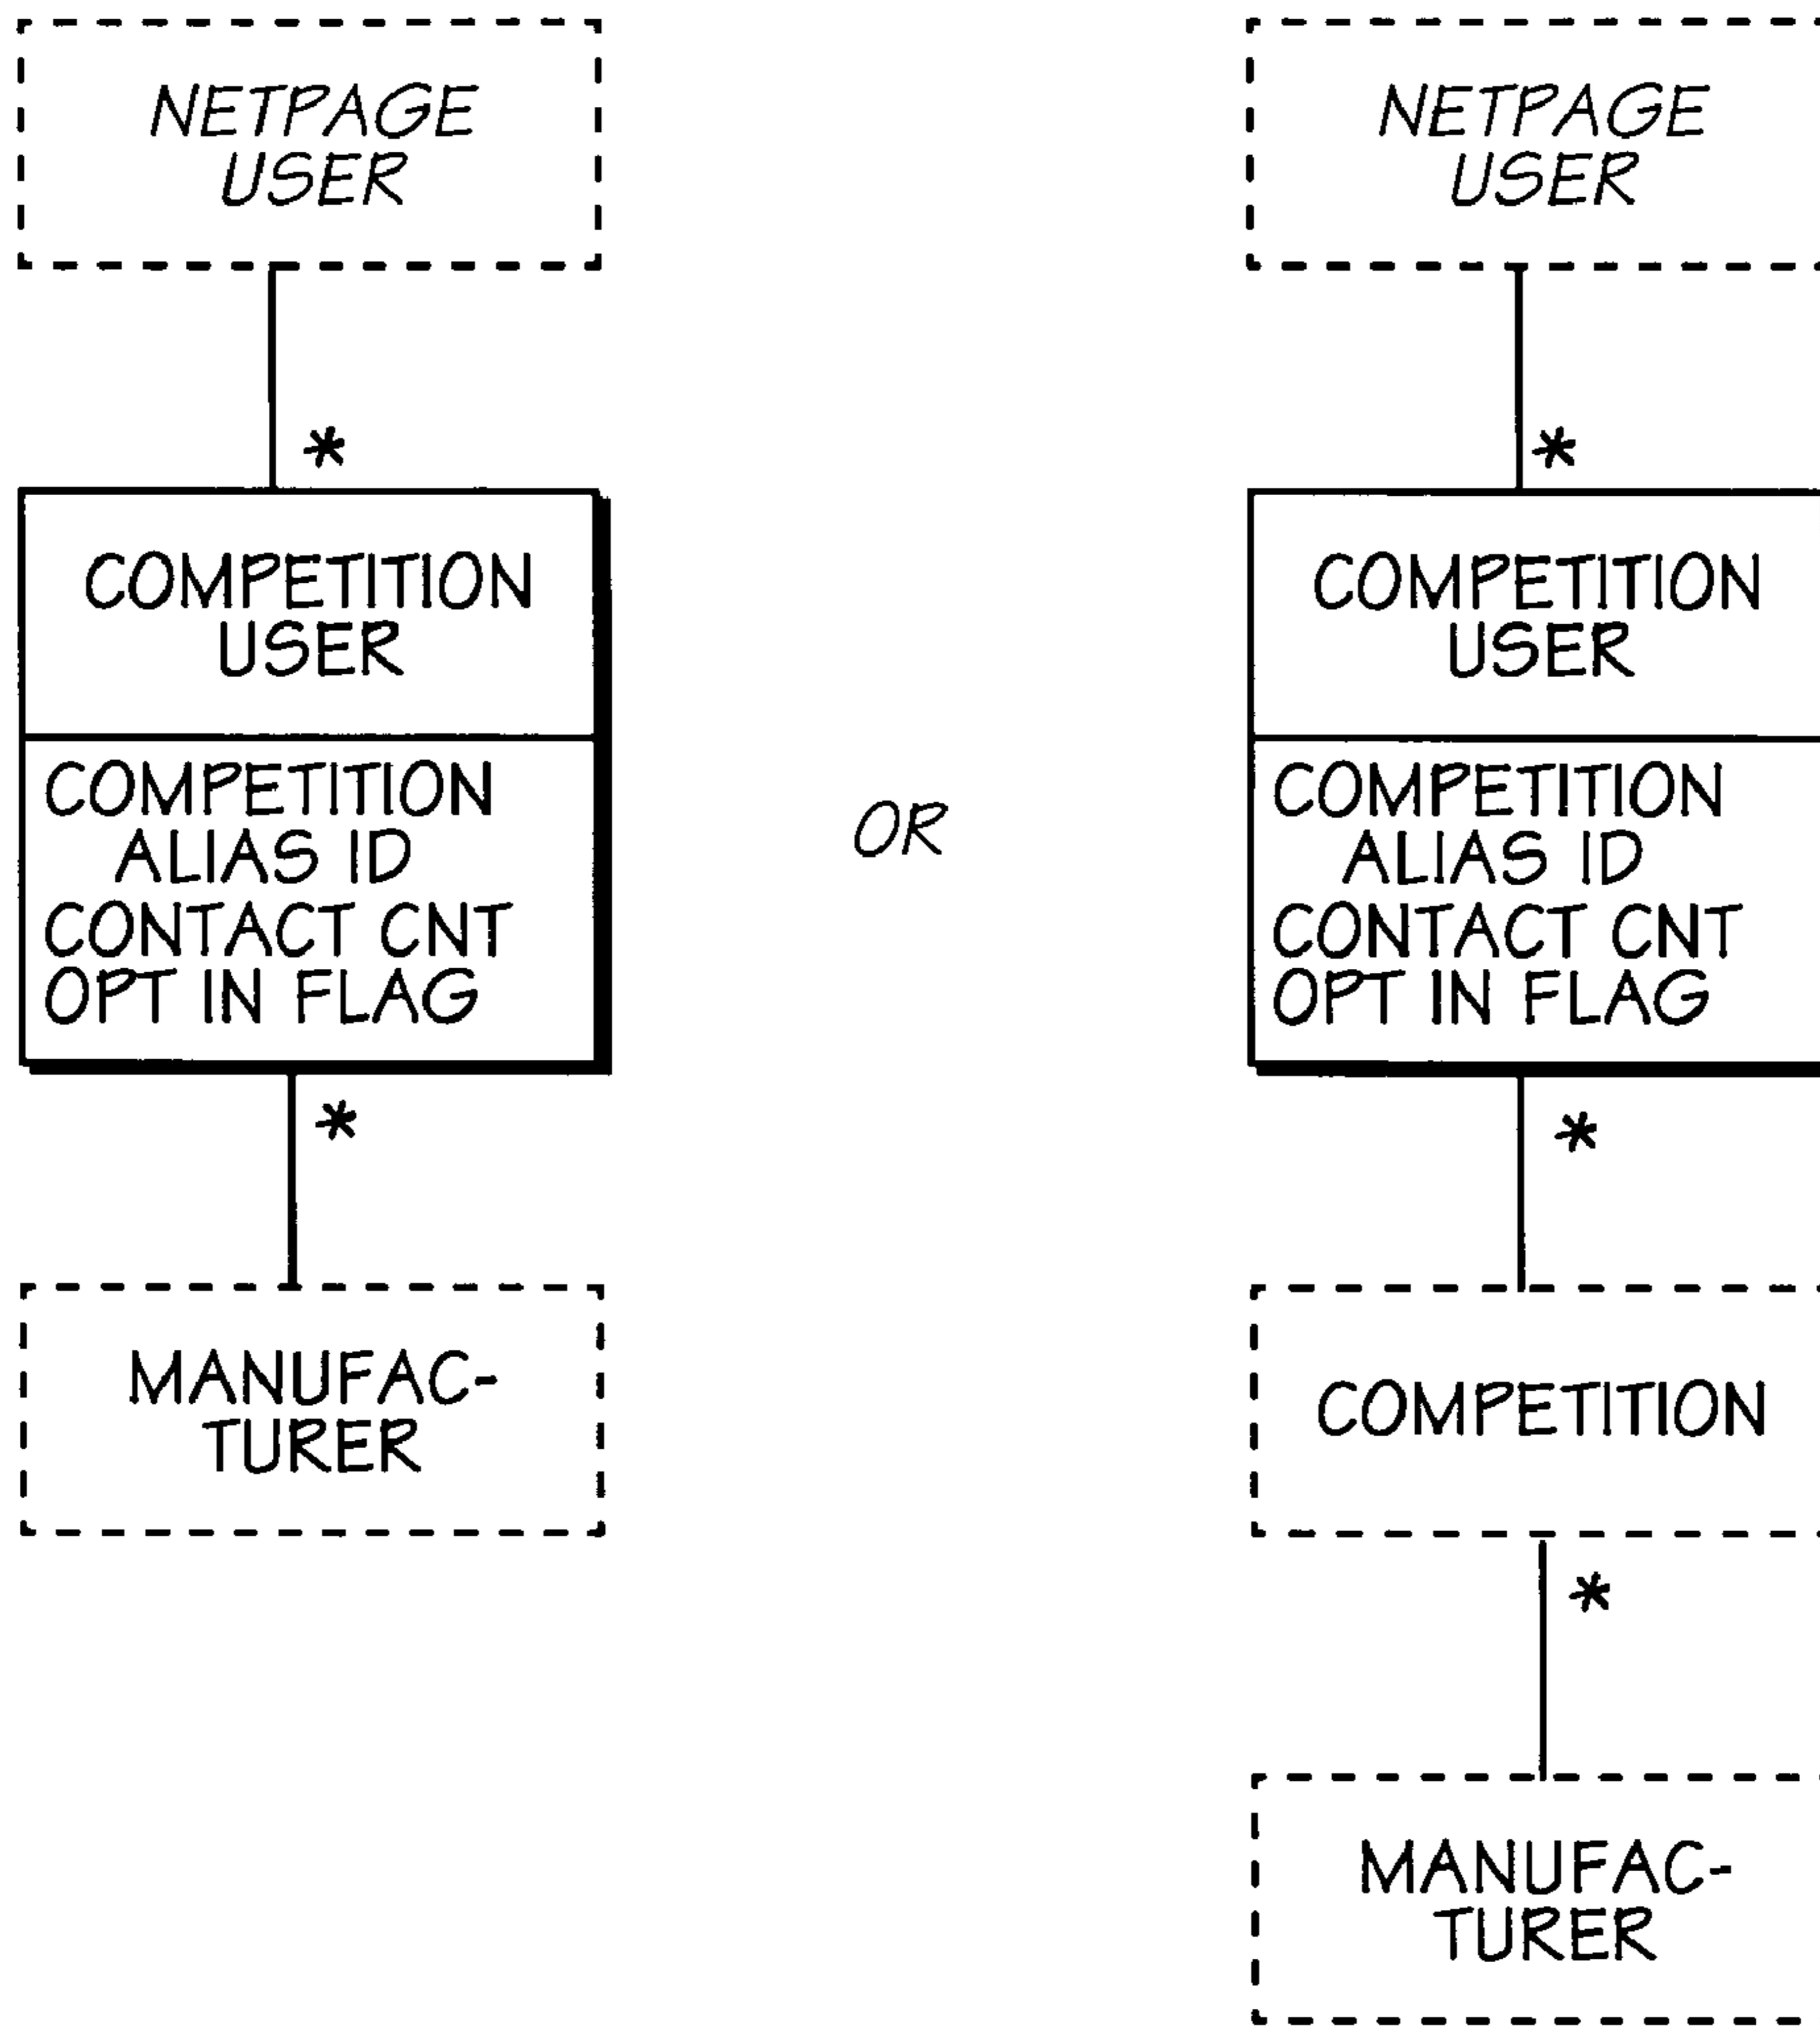 NETPAGE
USER
*
COMPETITION
USER
COMPETITION
ALIAS ID
CONTACT CNT
OPT IN FLAG
*
MANUFAC-
TURER
OR
NETPAGE
USER
*
COMPETITION
USER
COMPETITION
ALIAS ID
CONTACT CNT
OPT IN FLAG
*
COMPETITION
*
MANUFAC-
TURER